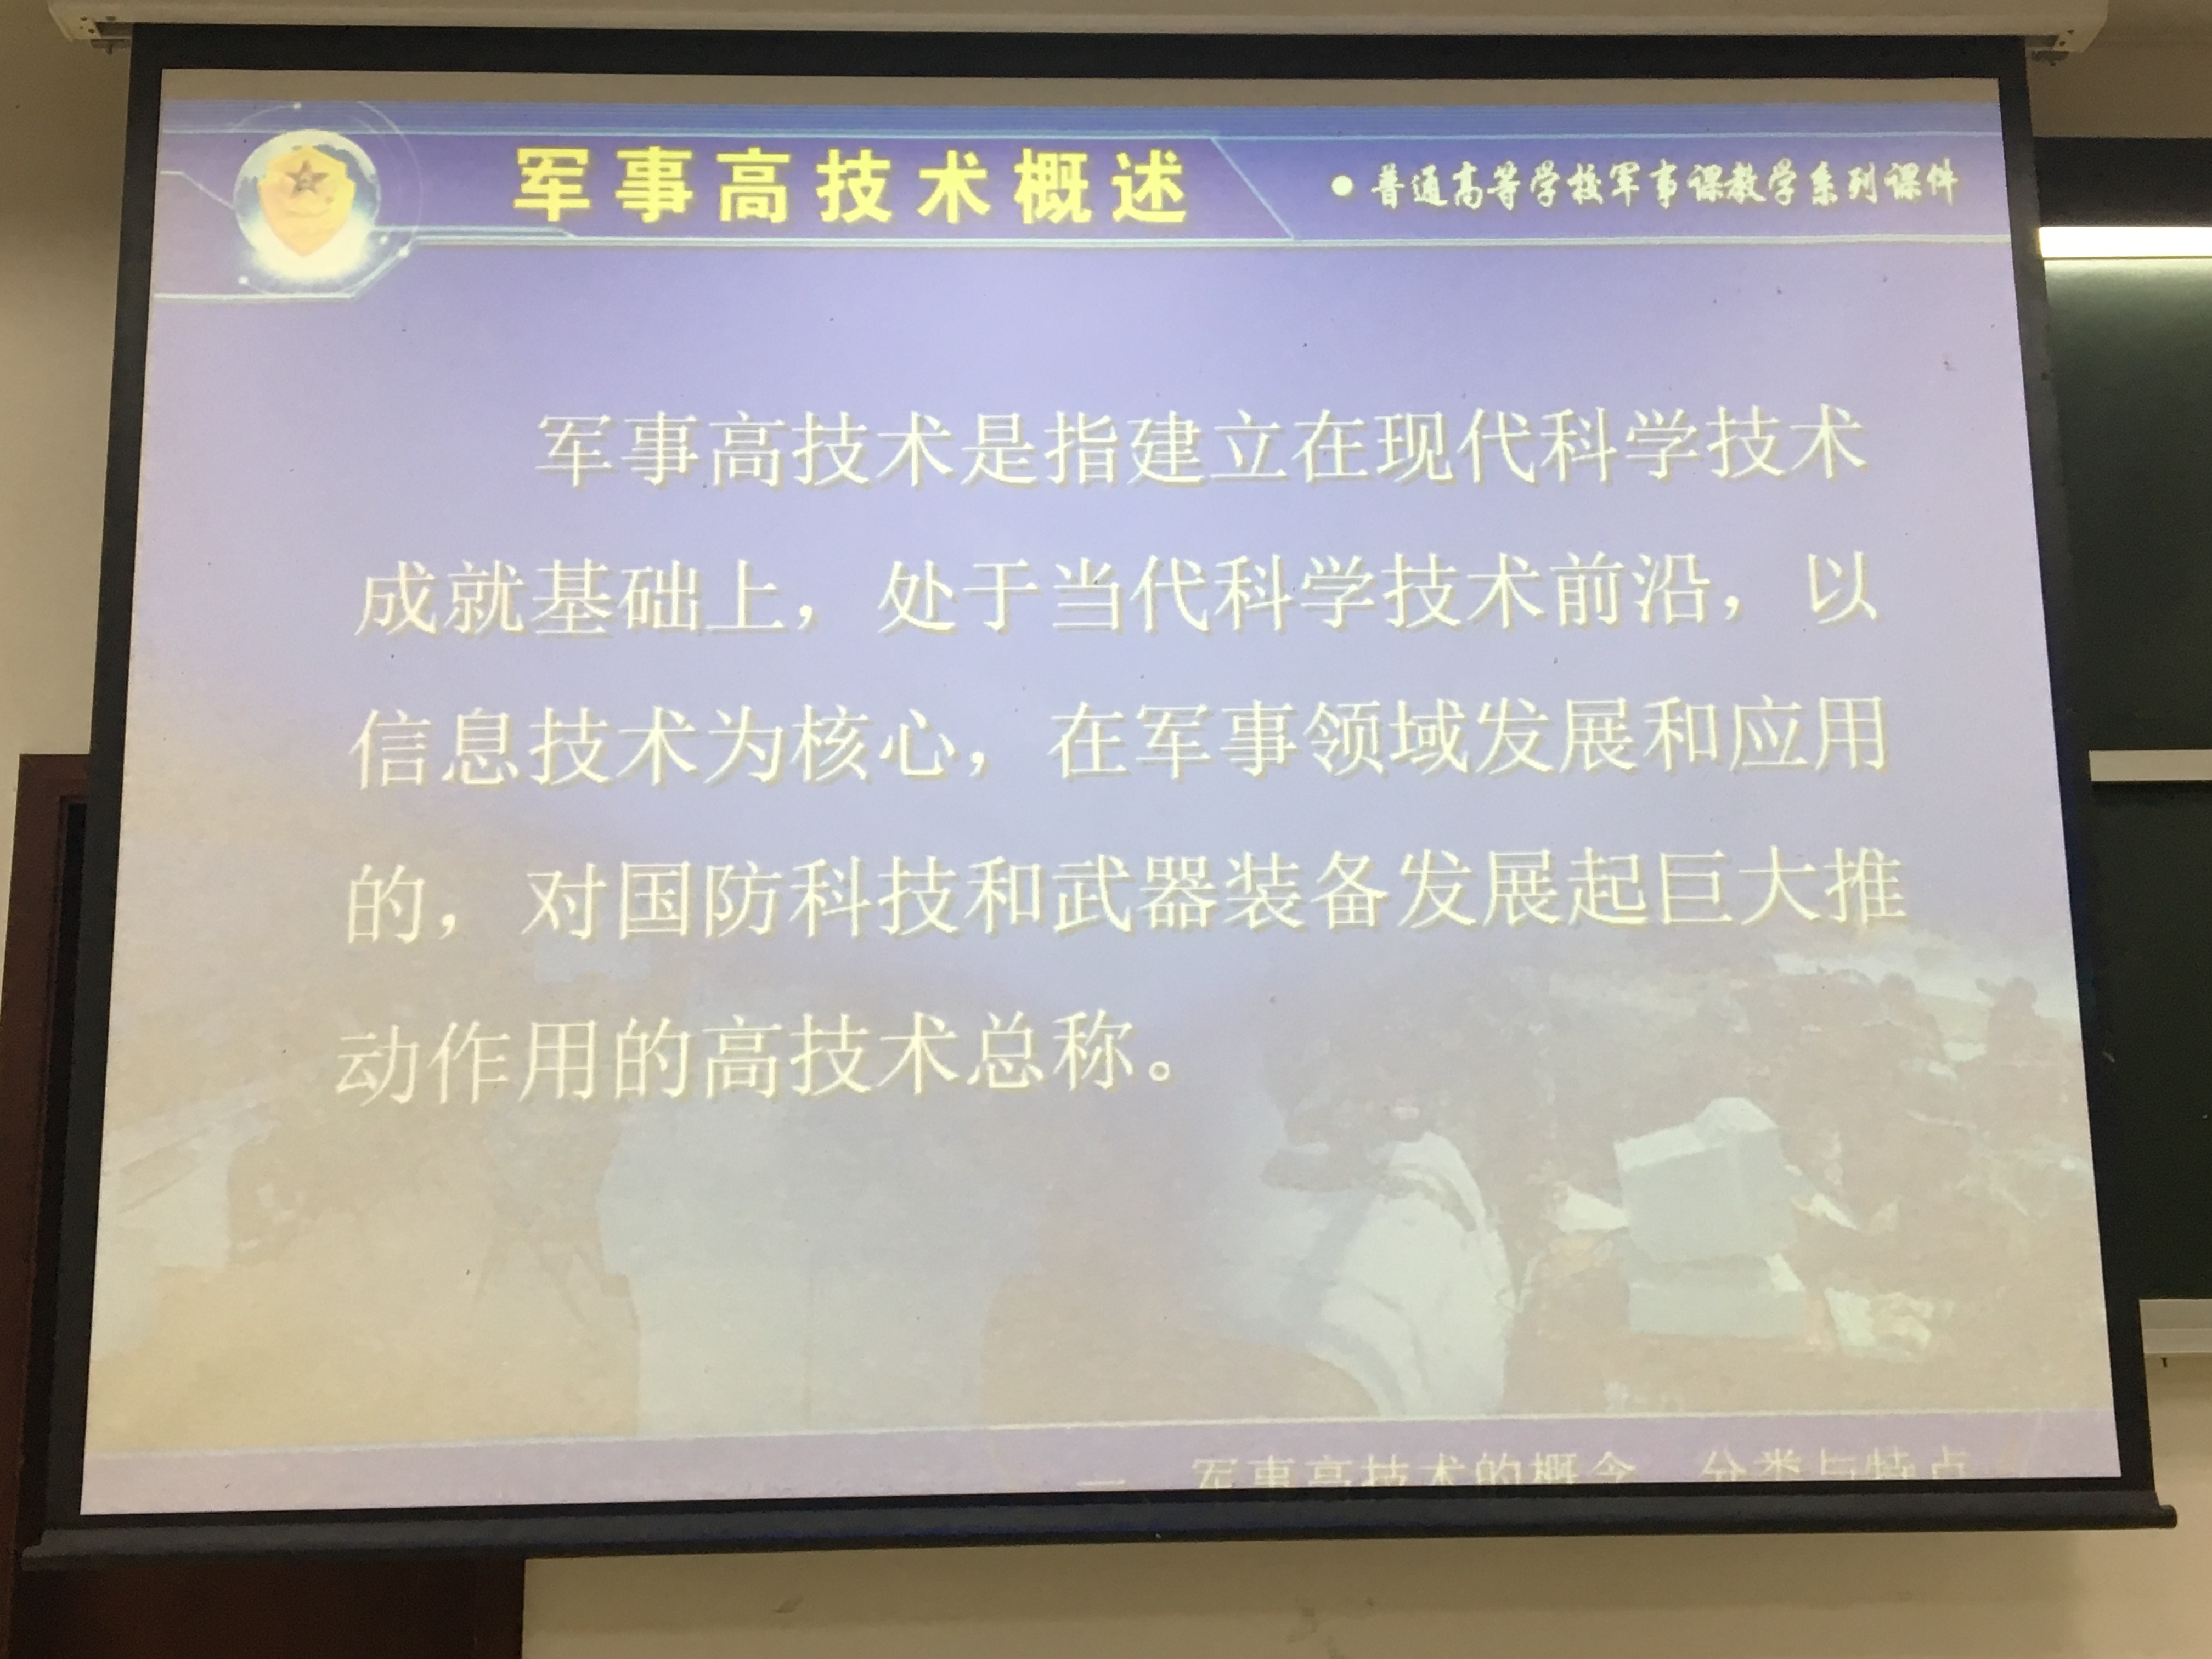 军事高技术概述
●普通高等学校军事课教学系列课件
军事高技术是指建立在现代科学技术
成就基础上，处于当代科学技术前沿，以
信息技术为核心，在军事领域发展和应用
的，对国防科技和武器装备发展起巨大推
动作用的高技术总称。
一 军事高技术的概念、分类与特点